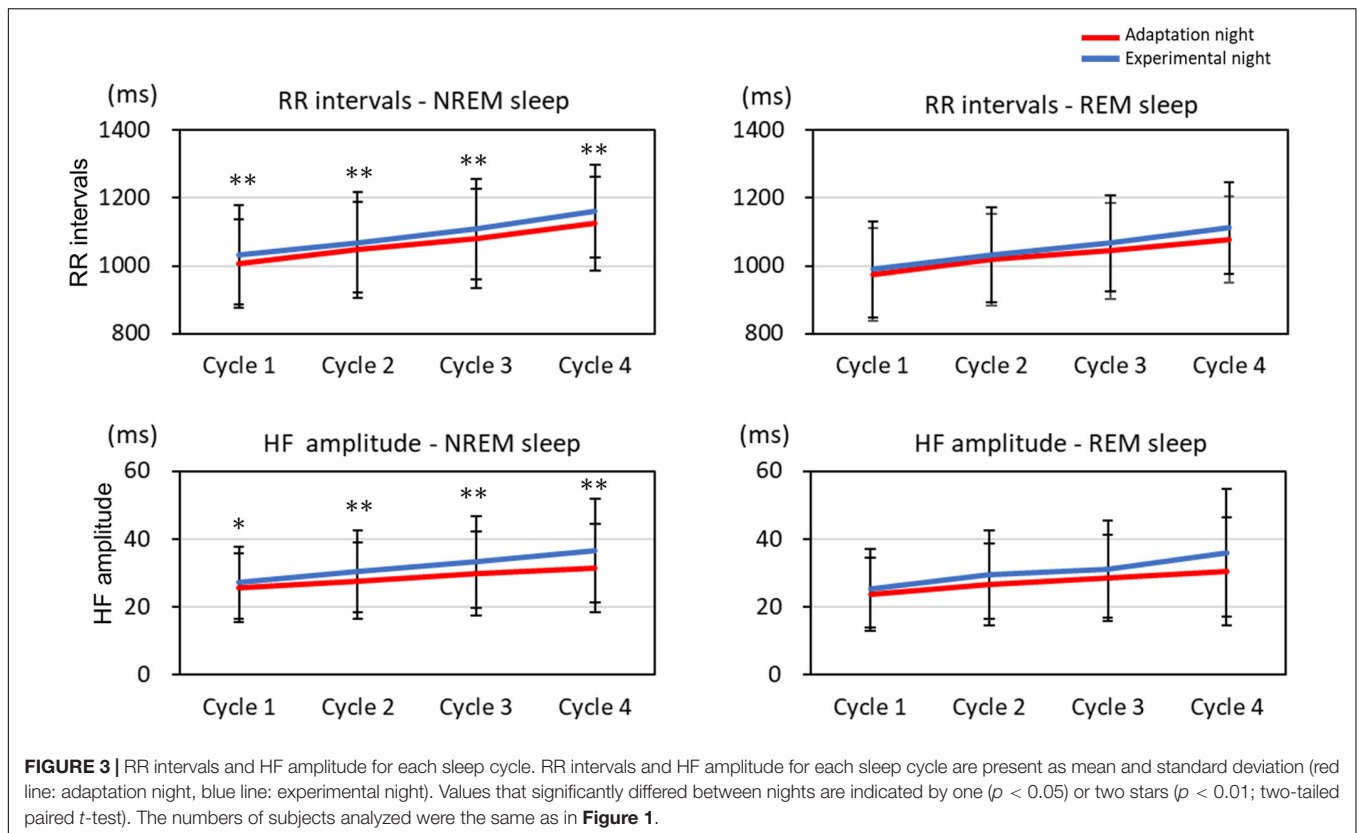 Adaptation night
Experimental night
(ms)
RR intervals - NREM sleep
RR intervals
1400
1200
1000
800
** ** ** **
Cycle 1 Cycle 2 Cycle 3 Cycle 4
(ms)
RR intervals - REM sleep
1400
1200
1000
800
Cycle 1 Cycle 2 Cycle 3 Cycle 4
(ms)
HF amplitude - NREM sleep
HF amplitude
60
40
20
0
* ** ** **
Cycle 1 Cycle 2 Cycle 3 Cycle 4
(ms)
HF amplitude - REM sleep
60
40
20
0
Cycle 1 Cycle 2 Cycle 3 Cycle 4
FIGURE 3 | RR intervals and HF amplitude for each sleep cycle. RR intervals and HF amplitude for each sleep cycle are present as mean and standard deviation (red
line: adaptation night, blue line: experimental night). Values that significantly differed between nights are indicated by one (p < 0.05) or two stars (p < 0.01; two-tailed
paired t-test). The numbers of subjects analyzed were the same as in Figure 1.